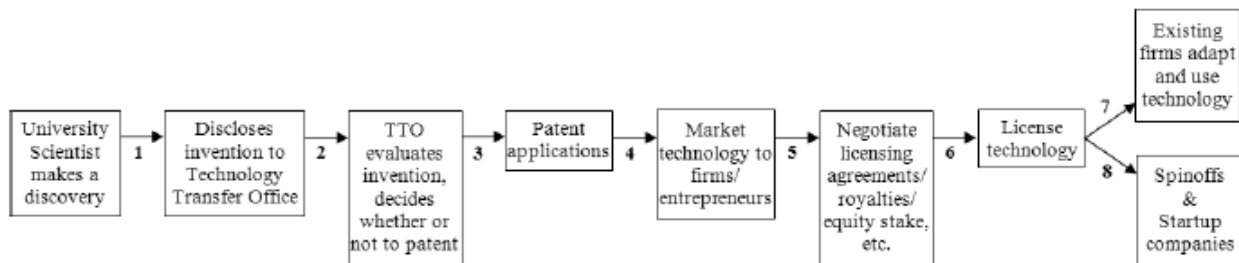 University
Scientist
makes a
discovery
1
Discloses
invention to
Technology
Transfer Office
2
TTO
evaluates
invention,
decides
whether or
not to patent
3
Patent
applications
4
Market
technology to
firms/
entrepreneurs
5
Negotiate
licensing
agreements/
royalties/
equity stake,
etc.
6
License
technology
7
Existing
firms adapt
and use
technology
8
Spinoffs
&
Startup
companies